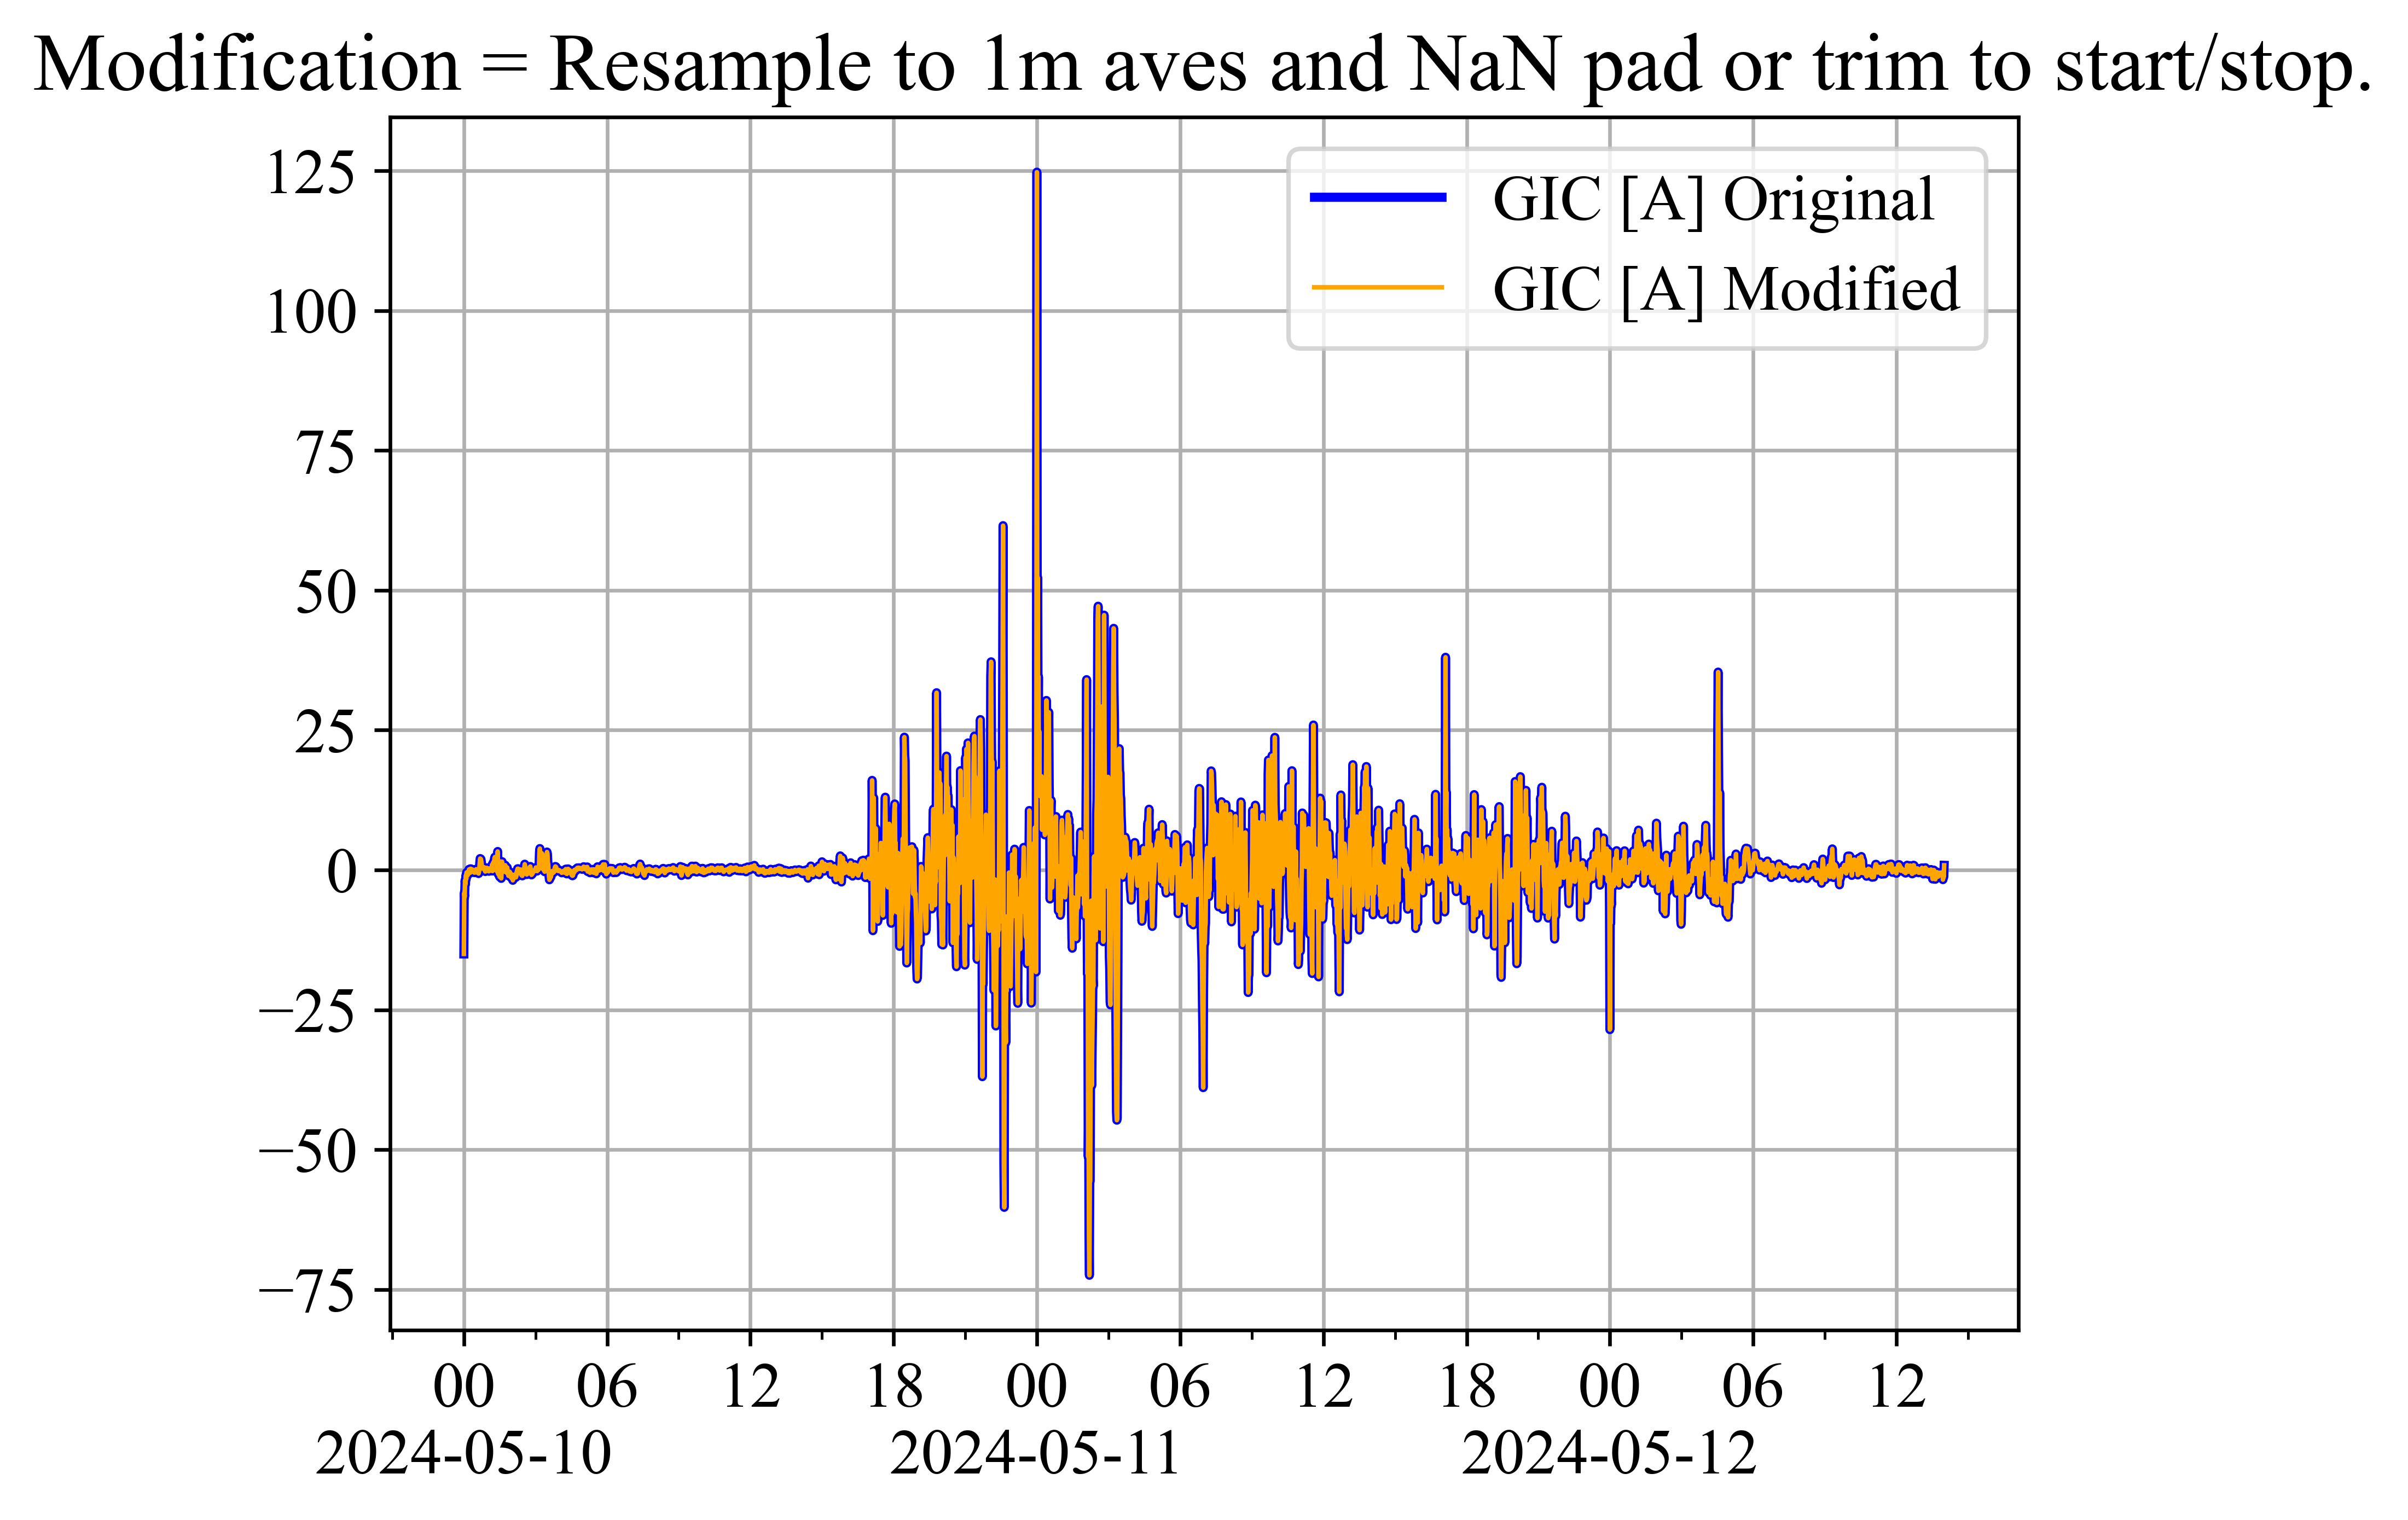 Modification = Resample to 1m aves and NaN pad or trim to start/stop.
GIC [A] Original
GIC [A] Modified
125
100
75
50
25
0
−25
−50
−75
00 06 12 18 00 06 12 18 00 06 12
2024-05-10 2024-05-11 2024-05-12